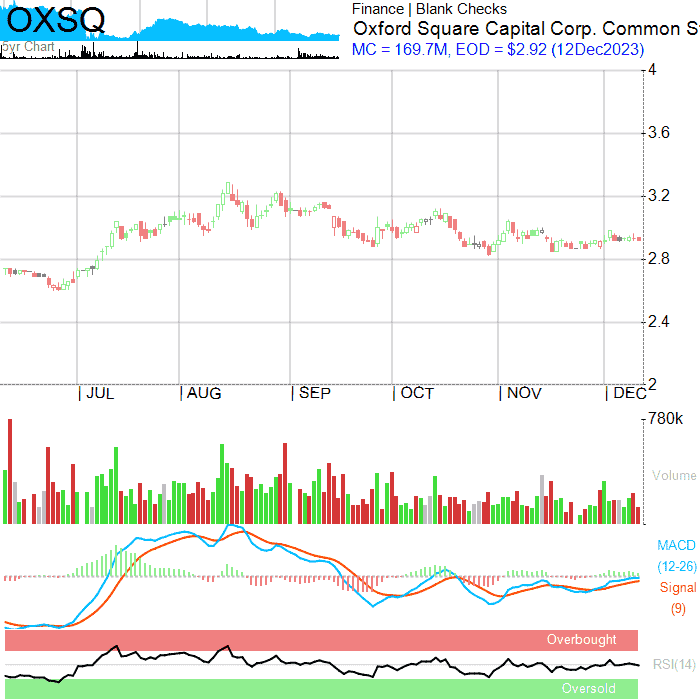 OXSQ
5yr Chart
Finance | Blank Checks
Oxford Square Capital Corp. Common S
MC = 169.7M, EOD = $2.92 (12Dec2023)
4
3.6
3.2
2.8
2.4
2
| JUL | AUG | SEP | OCT | NOV | DEC
780k
Volume
MACD
(12-26)
Signal
(9)
Overbought
RSI(14)
Oversold